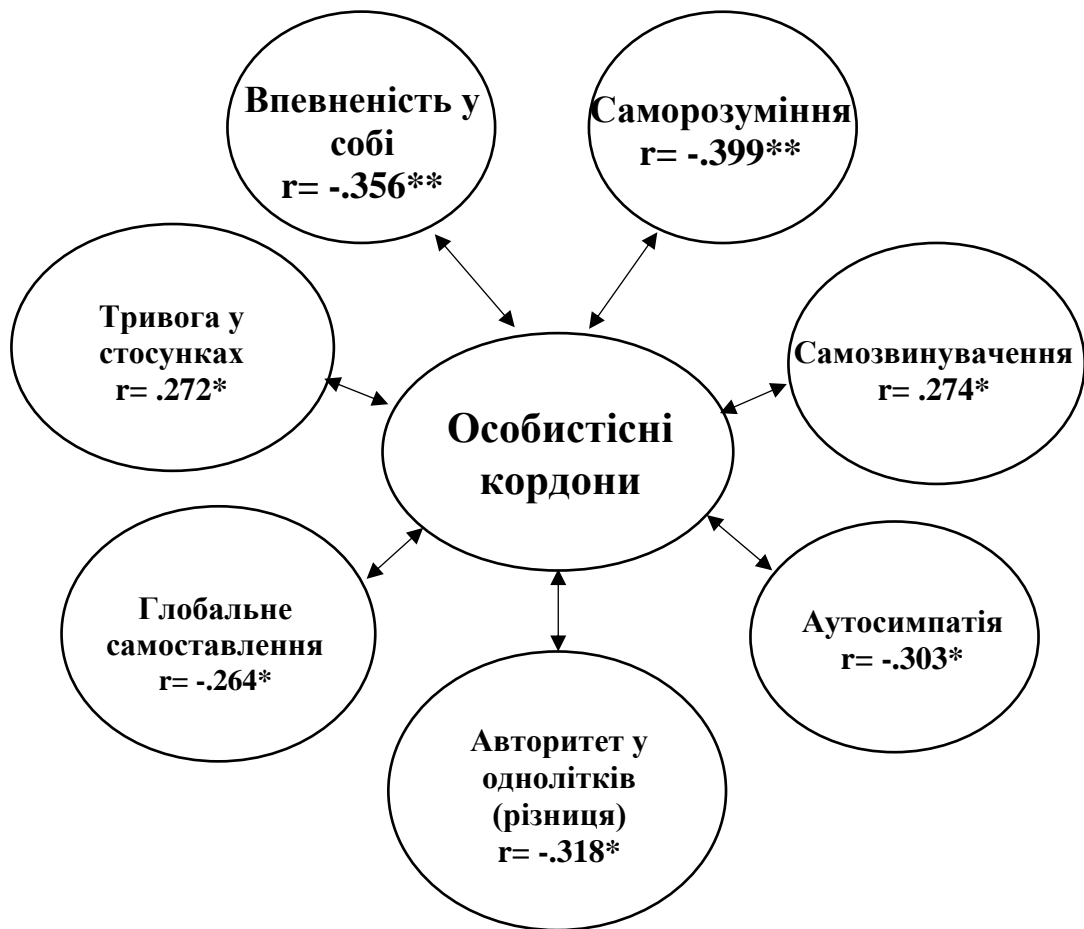 Впевненість у
собі
r= -.356**
Саморозуміння
r= -.399**
Тривога у
стосунках
r= .272*
Самозвинувачення
r= .274*
Особистісні
кордони
Глобальне
самоставлення
r= -.264*
Аутосимпатія
r= -.303*
Авторитет у
однолітків
(різниця)
r= -.318*